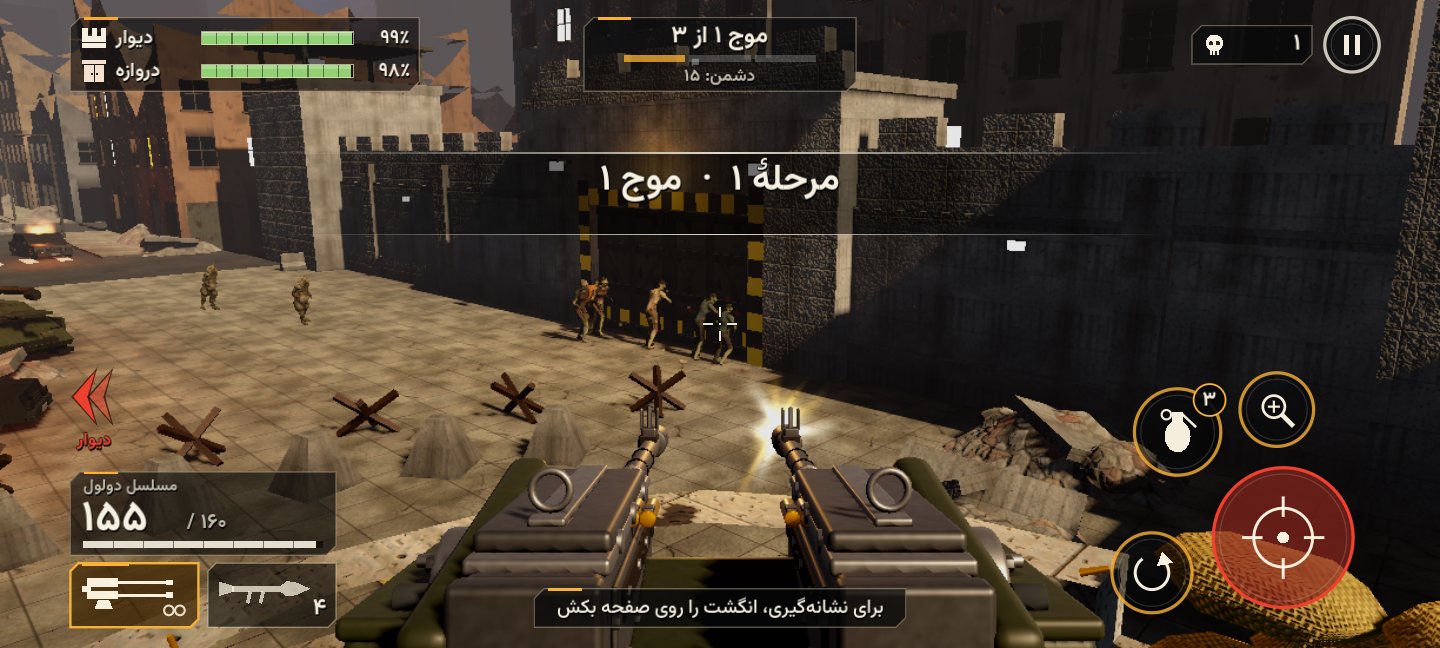 دیوار ۹۹٪
دروازه ۹۸٪
موج ۱ از ۳
دشمن: ۱۵
۱
مرحلهٔ ۱ · موج ۱
دیوار
۳
مسلسل دولول
۱۵۵ / ۱۶۰
∞
۴
برای نشانه‌گیری، انگشت را روی صفحه بکش